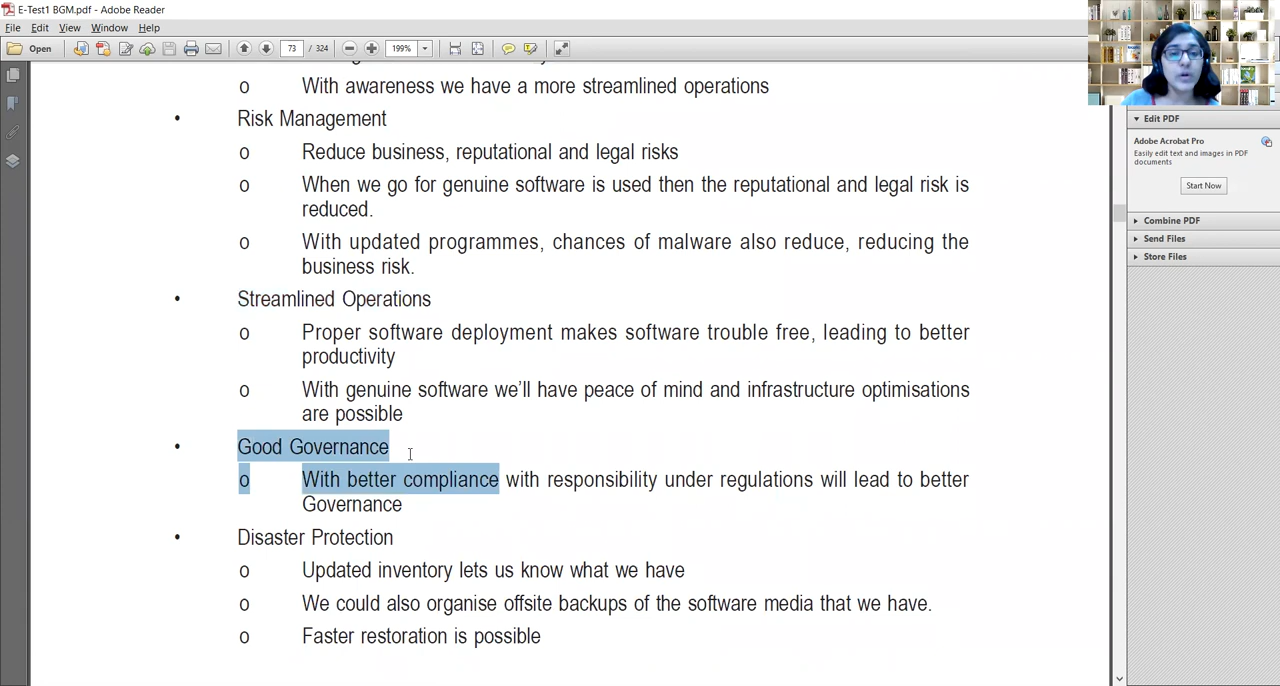 E-Test1 BGM.pdf - Adobe Reader
File Edit View Window Help
Open 73 / 324 199%
o With awareness we have a more streamlined operations
• Risk Management
o Reduce business, reputational and legal risks
o When we go for genuine software is used then the reputational and legal risk is
reduced.
o With updated programmes, chances of malware also reduce, reducing the
business risk.
• Streamlined Operations
o Proper software deployment makes software trouble free, leading to better
productivity
o With genuine software we'll have peace of mind and infrastructure optimisations
are possible
• Good Governance
o With better compliance with responsibility under regulations will lead to better
Governance
• Disaster Protection
o Updated inventory lets us know what we have
o We could also organise offsite backups of the software media that we have.
o Faster restoration is possible
Edit PDF
Adobe Acrobat Pro
Easily edit text and images in PDF
documents
Start Now
Combine PDF
Send Files
Store Files